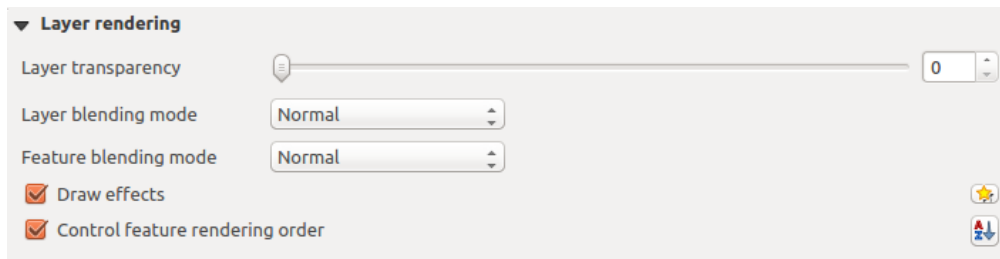 Layer rendering
Layer transparency 0
Layer blending mode Normal
Feature blending mode Normal
Draw effects
Control feature rendering order
A
Z